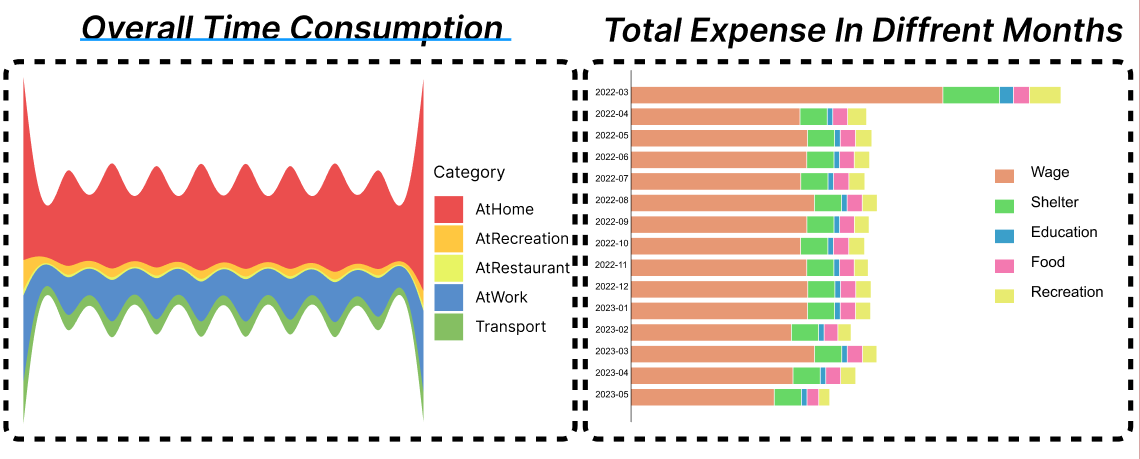 Overall Time Consumption
Total Expense In Diffrent Months
Category
AtHome
AtRecreation
AtRestaurant
AtWork
Transport
2022-03
2022-04
2022-05
2022-06
2022-07
2022-08
2022-09
2022-10
2022-11
2022-12
2023-01
2023-02
2023-03
2023-04
2023-05
Wage
Shelter
Education
Food
Recreation